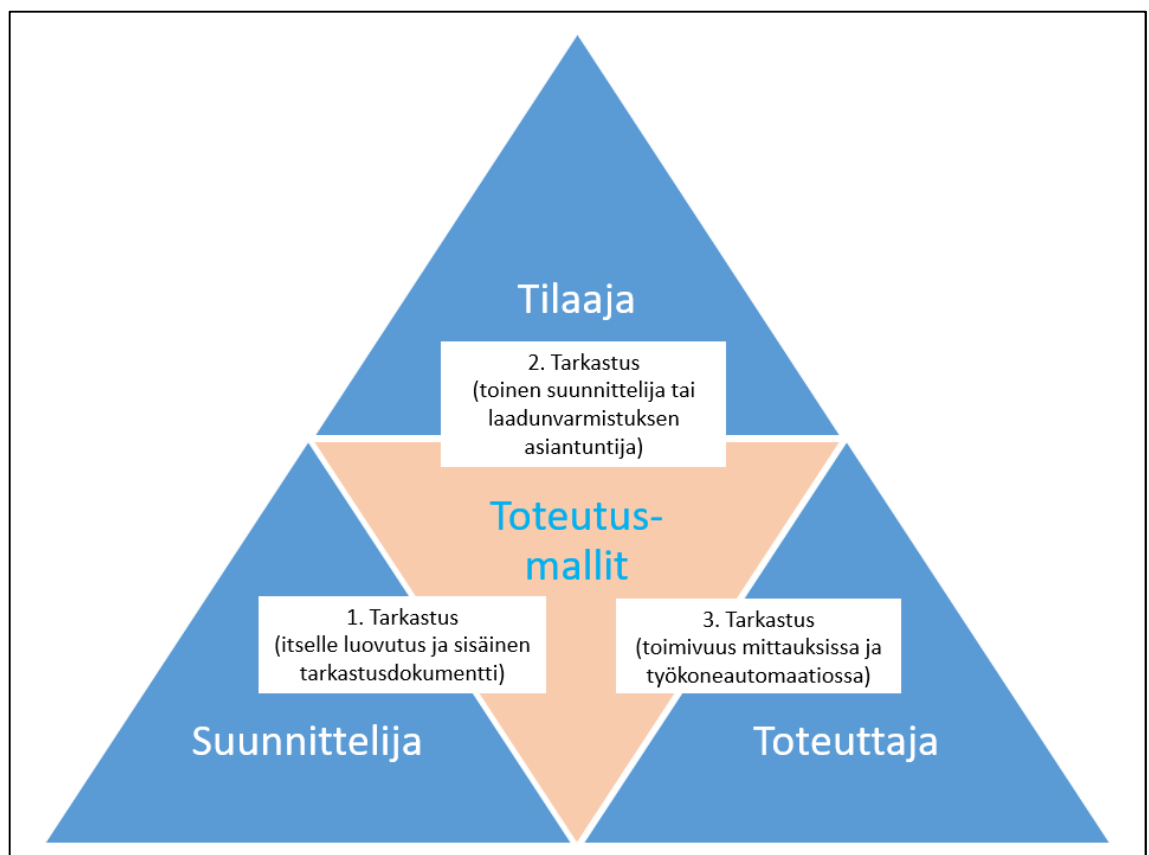 Tilaaja
2. Tarkastus
(toinen suunnittelija tai
laadunvarmistuksen
asiantuntija)
Toteutus-
mallit
1. Tarkastus
(itselle luovutus ja sisäinen
tarkastusdokumentti)
3. Tarkastus
(toimivuus mittauksissa ja
työkoneautomaatiossa)
Suunnittelija
Toteuttaja